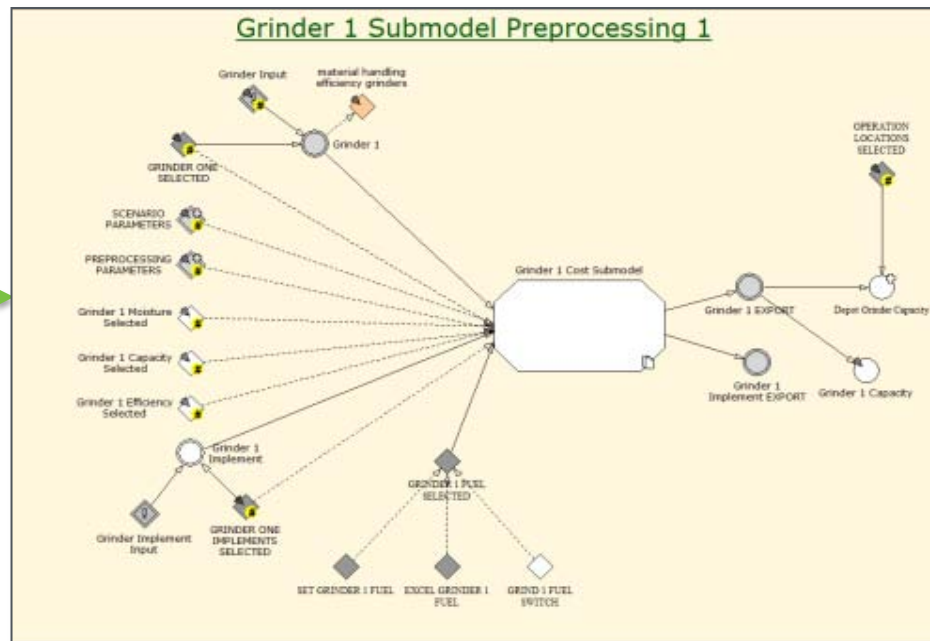 Grinder 1 Submodel Preprocessing 1
Grinder Input
material handling
efficiency grinders
Grinder 1
GRINDER ONE
SELECTED
OPERATION
LOCATIONS
SELECTED
SCENARIO
PARAMETERS
PREPROCESSING
PARAMETERS
Grinder 1 Cost Submodel
Grinder 1 Moisture
Selected
Grinder 1 EXPORT
Depot Grinder Capacity
Grinder 1 Capacity
Selected
Grinder 1
Implement EXPORT
Grinder 1 Capacity
Grinder 1 Efficiency
Selected
Grinder 1
Implement
GRINDER 1 FUEL
SELECTED
Grinder Implement
Input
GRINDER ONE
IMPLEMENTS
SELECTED
SET GRINDER 1 FUEL
EXCEL GRINDER 1
FUEL
GRIND 1 FUEL
SWITCH